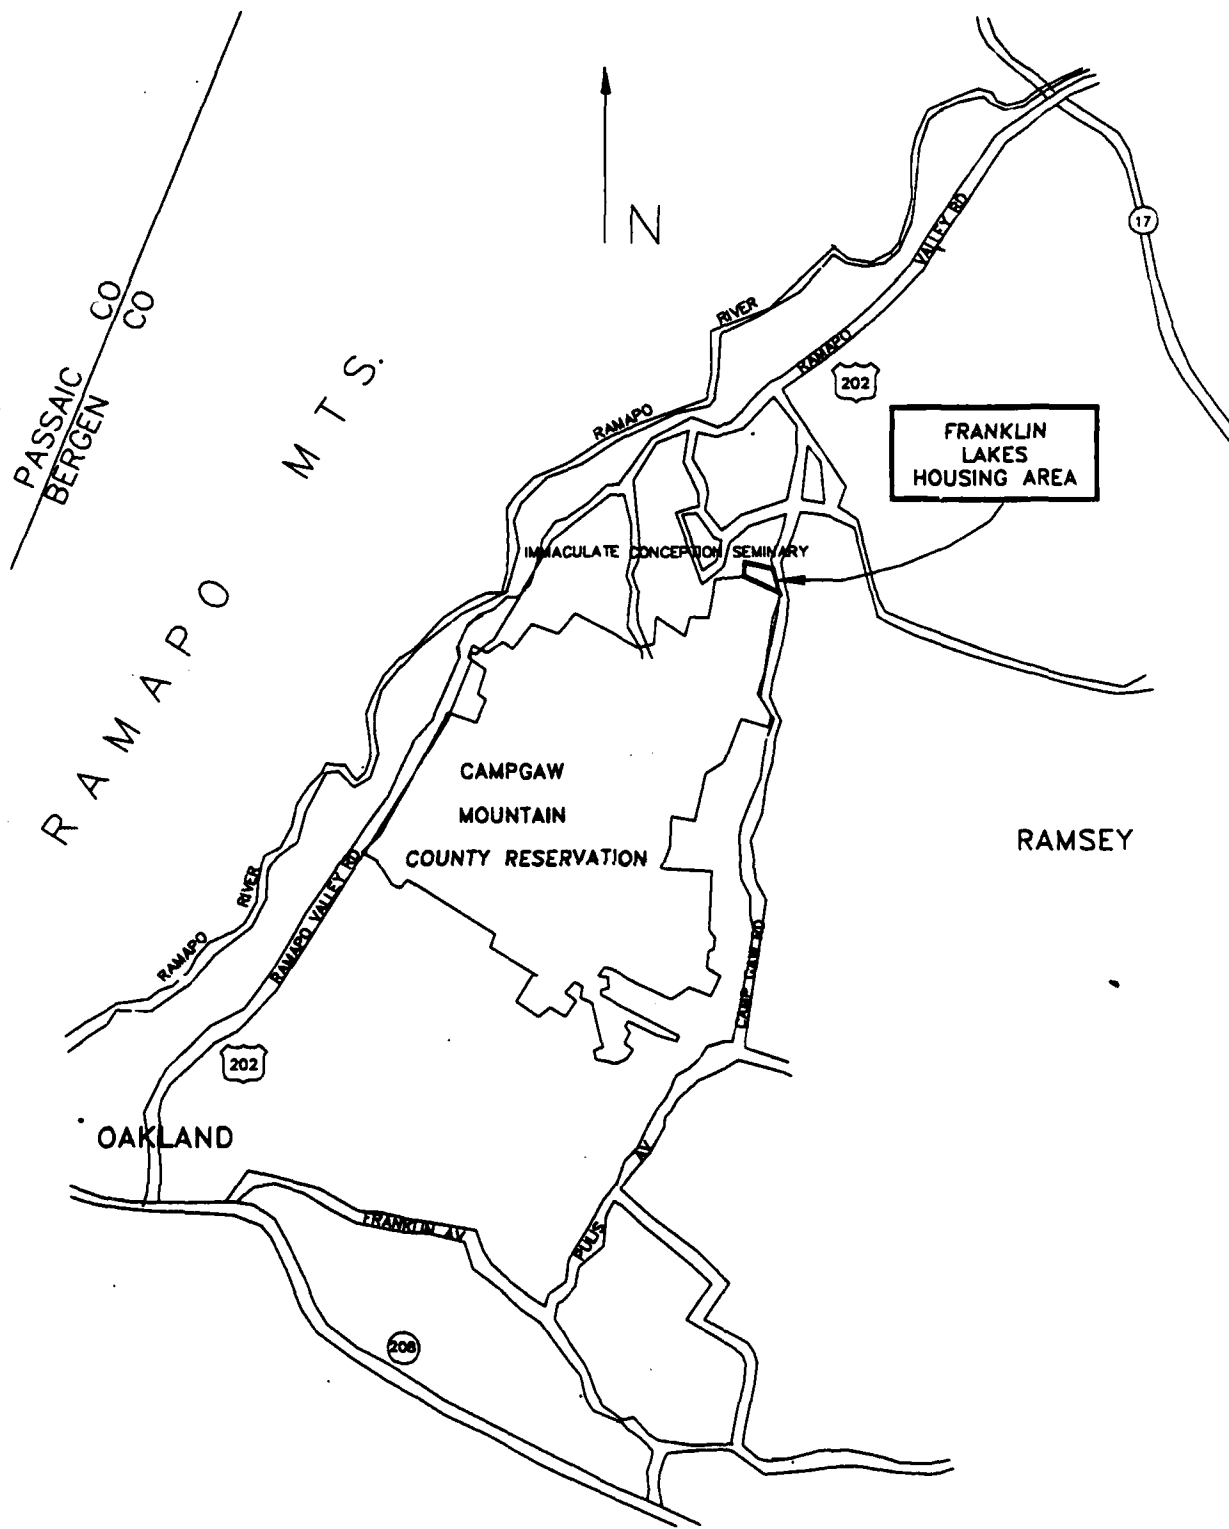 N
17
VALLEY RD
PASSAIC CO
BERGEN CO
RIVER
RAMAPO
RAMAPO
202
RAMAPO MTS.
FRANKLIN
LAKES
HOUSING AREA
IMMACULATE CONCEPTION SEMINARY
CAMPGAW
MOUNTAIN
COUNTY RESERVATION
RAMSEY
RIVER
RAMAPO
RAMAPO VALLEY RD
CAMP GAW RD
202
OAKLAND
AV
PULIS
FRANKLIN AV
208